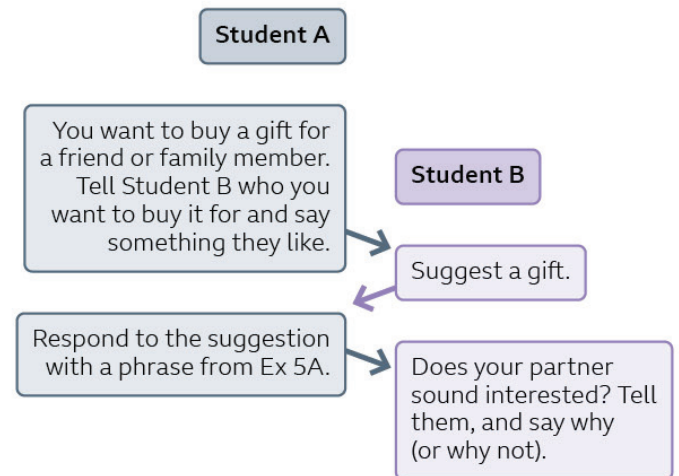 Student A
You want to buy a gift for
a friend or family member.
Tell Student B who you
want to buy it for and say
something they like.
Student B
Suggest a gift.
Respond to the suggestion
with a phrase from Ex 5A.
Does your partner
sound interested? Tell
them, and say why
(or why not).